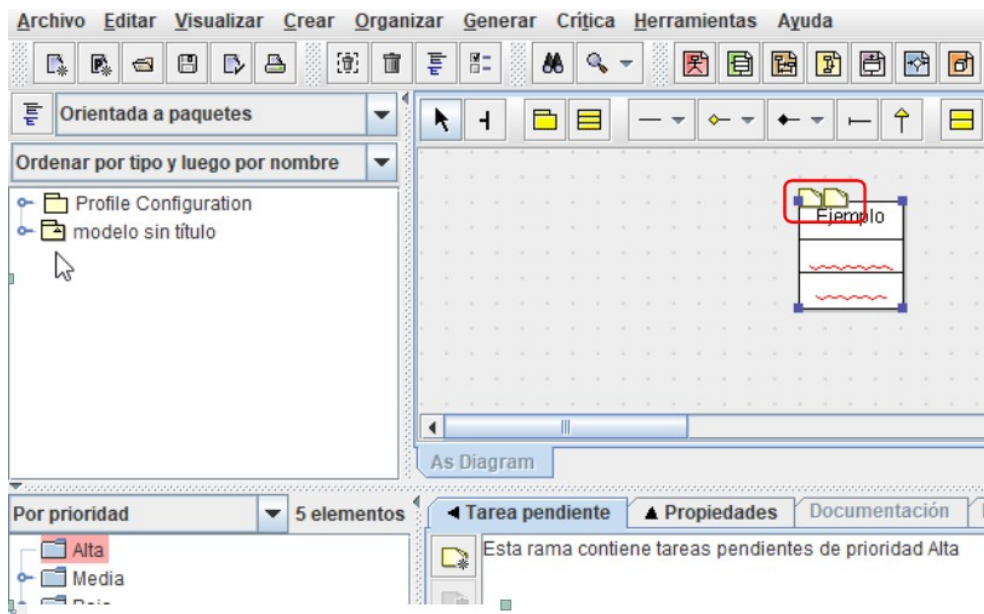 Archivo Editar Visualizar Crear Organizar Generar Crítica Herramientas Ayuda
Orientada a paquetes
Ordenar por tipo y luego por nombre
Profile Configuration
modelo sin título
Ejemplo
As Diagram
Por prioridad 5 elementos
Tarea pendiente Propiedades Documentación
Alta
Media
Esta rama contiene tareas pendientes de prioridad Alta